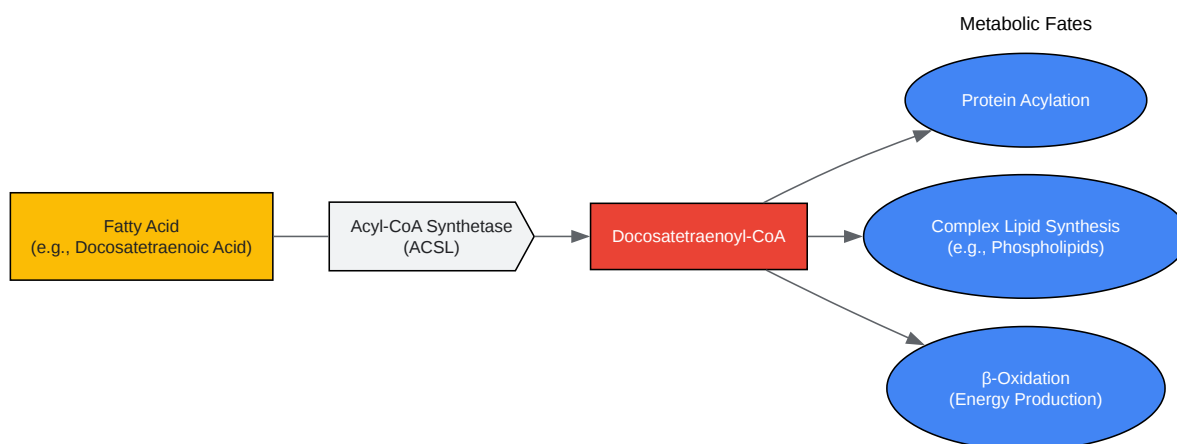 Metabolic Fates
Protein Acylation
Fatty Acid
(e.g., Docosatetraenoic Acid)
Acyl-CoA Synthetase
(ACSL)
Docosatetraenoyl-CoA
Complex Lipid Synthesis
(e.g., Phospholipids)
β-Oxidation
(Energy Production)